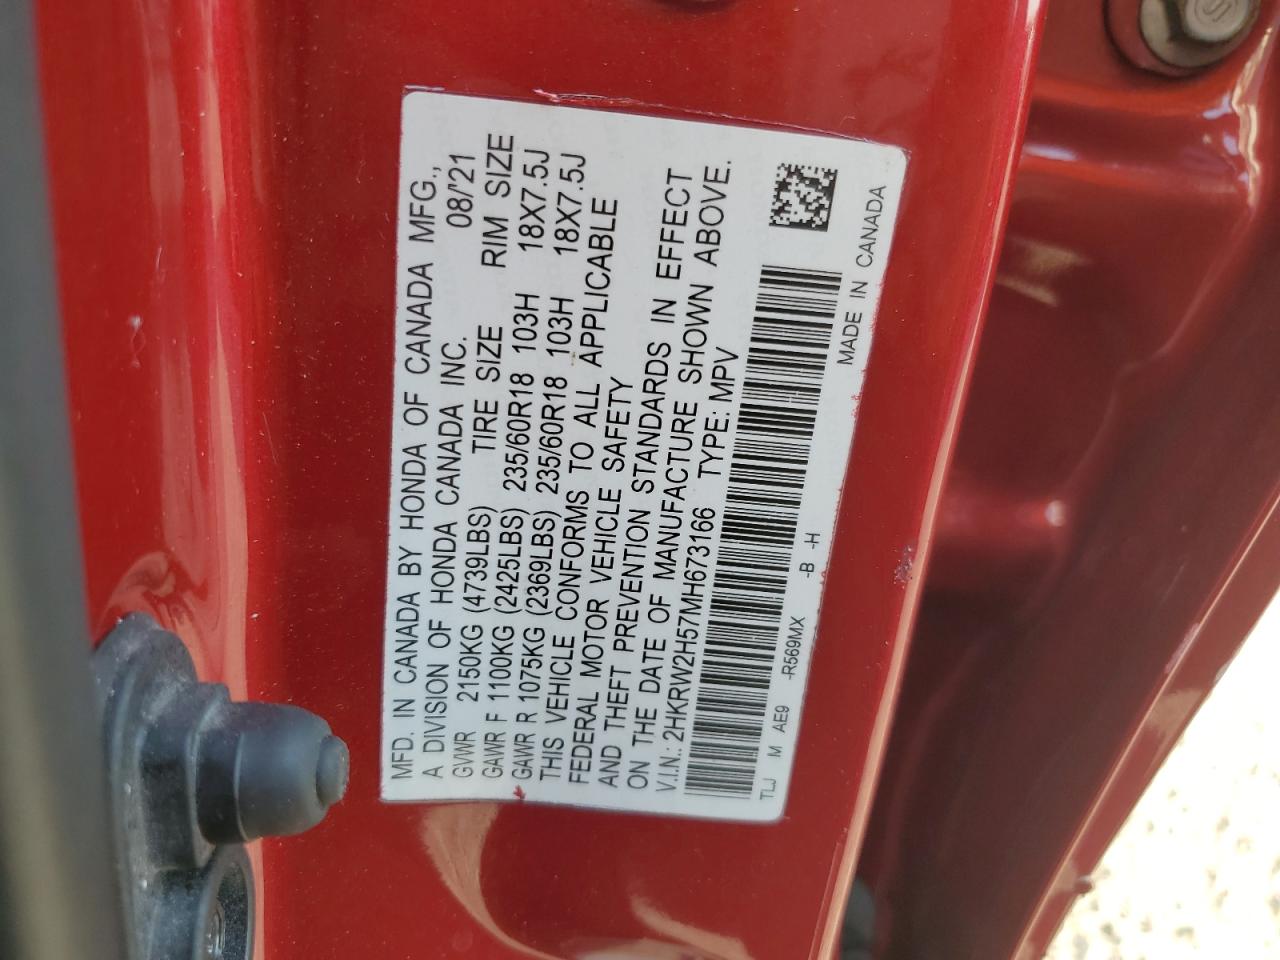 MFD. IN CANADA BY HONDA OF CANADA MFG.,
A DIVISION OF HONDA CANADA INC. 08/'21
GVWR 2150KG (4739LBS) TIRE SIZE RIM SIZE
GAWR F 1100KG (2425LBS) 235/60R18 103H 18X7.5J
GAWR R 1075KG (2369LBS) 235/60R18 103H 18X7.5J
THIS VEHICLE CONFORMS TO ALL APPLICABLE
FEDERAL MOTOR VEHICLE SAFETY
AND THEFT PREVENTION STANDARDS IN EFFECT
ON THE DATE OF MANUFACTURE SHOWN ABOVE.
V.I.N.: 2HKRW2H57MH673166 TYPE: MPV
TLJ M AE9 -R569MX -B -H
MADE IN CANADA